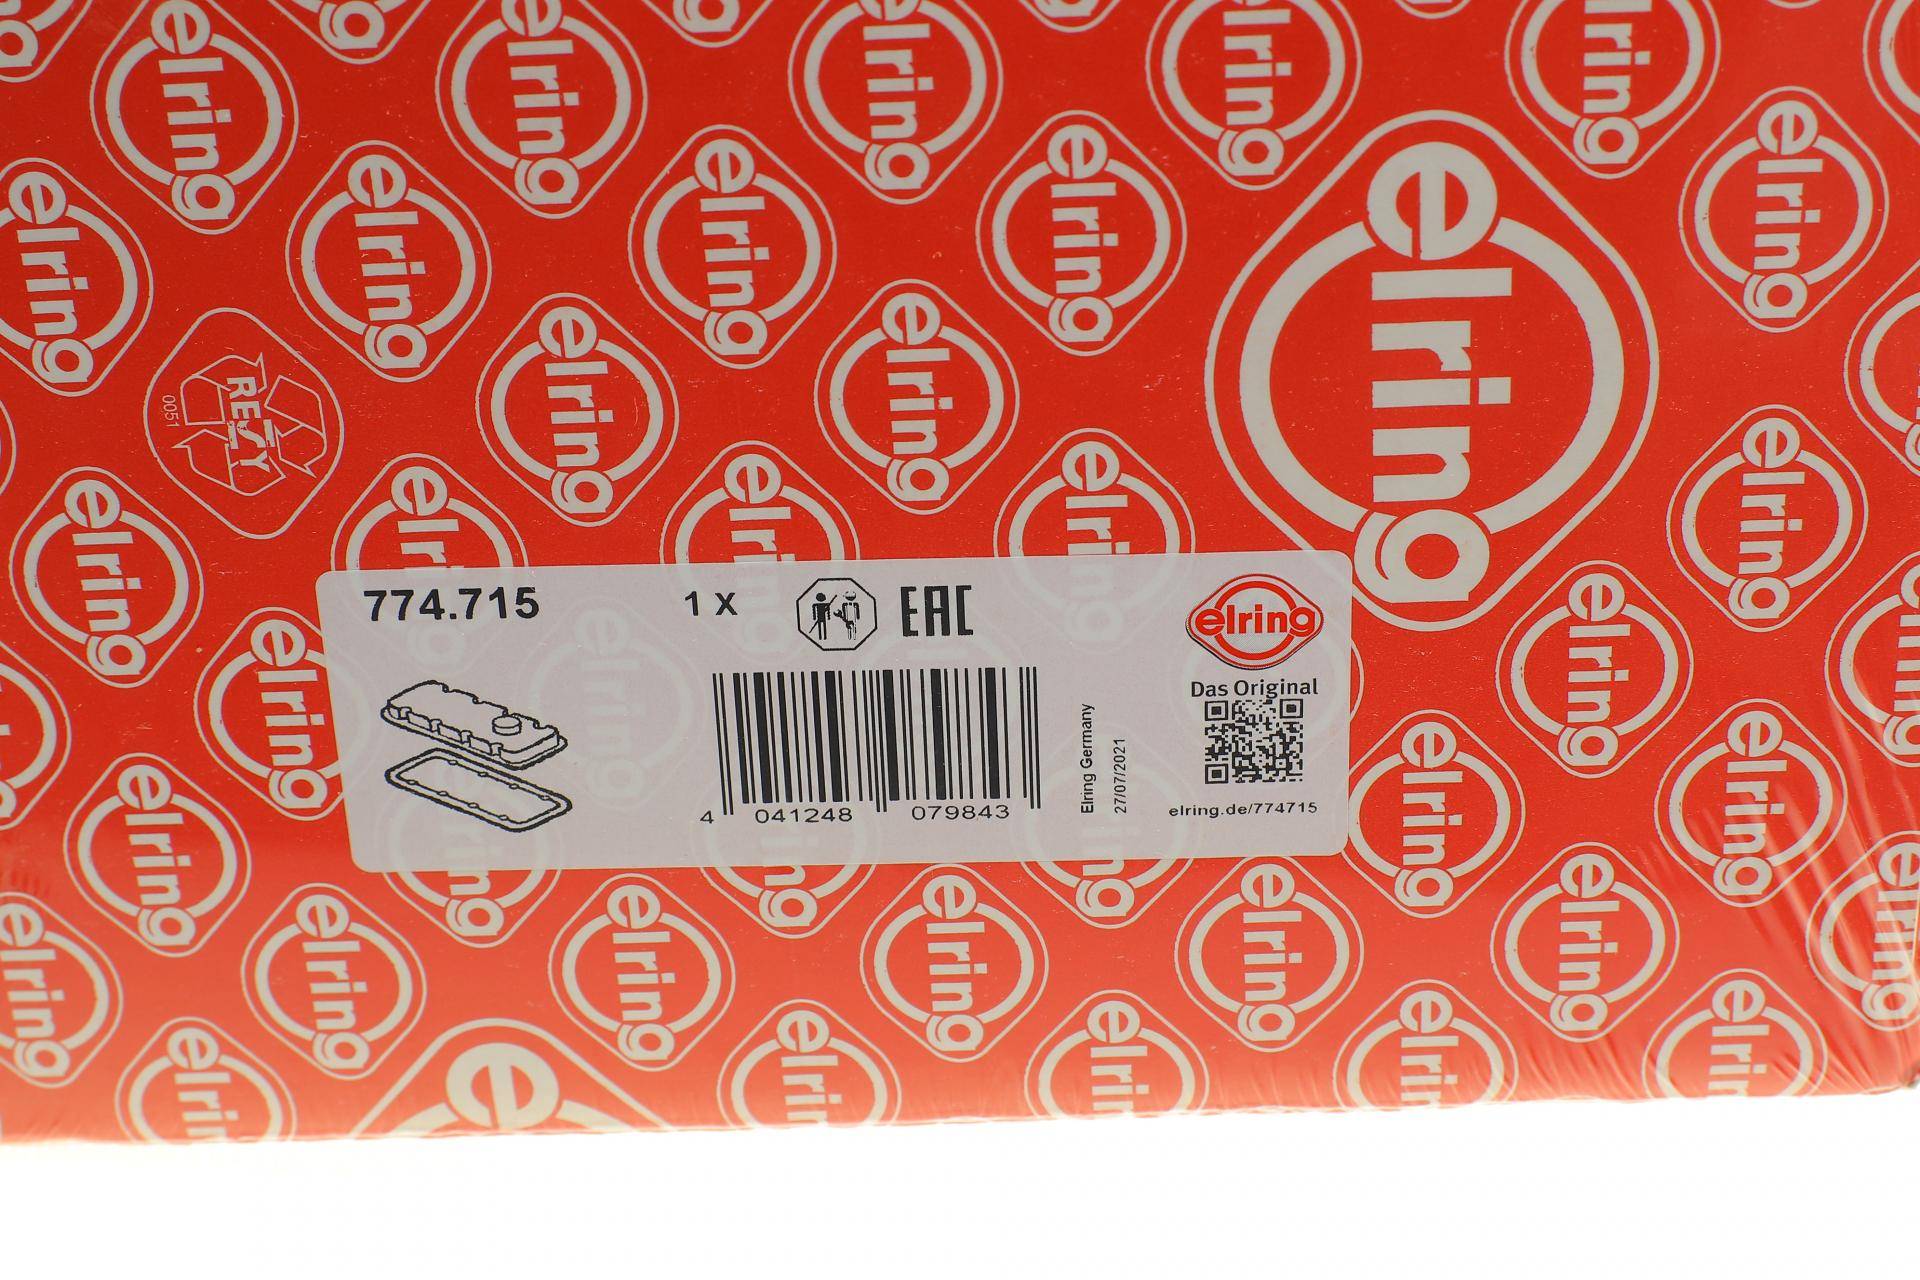 elring
RESY
0051
774.715
1 x
EAC
elring
Das Original
4 041248 079843
Elring Germany
27/07/2021
elring.de/774715